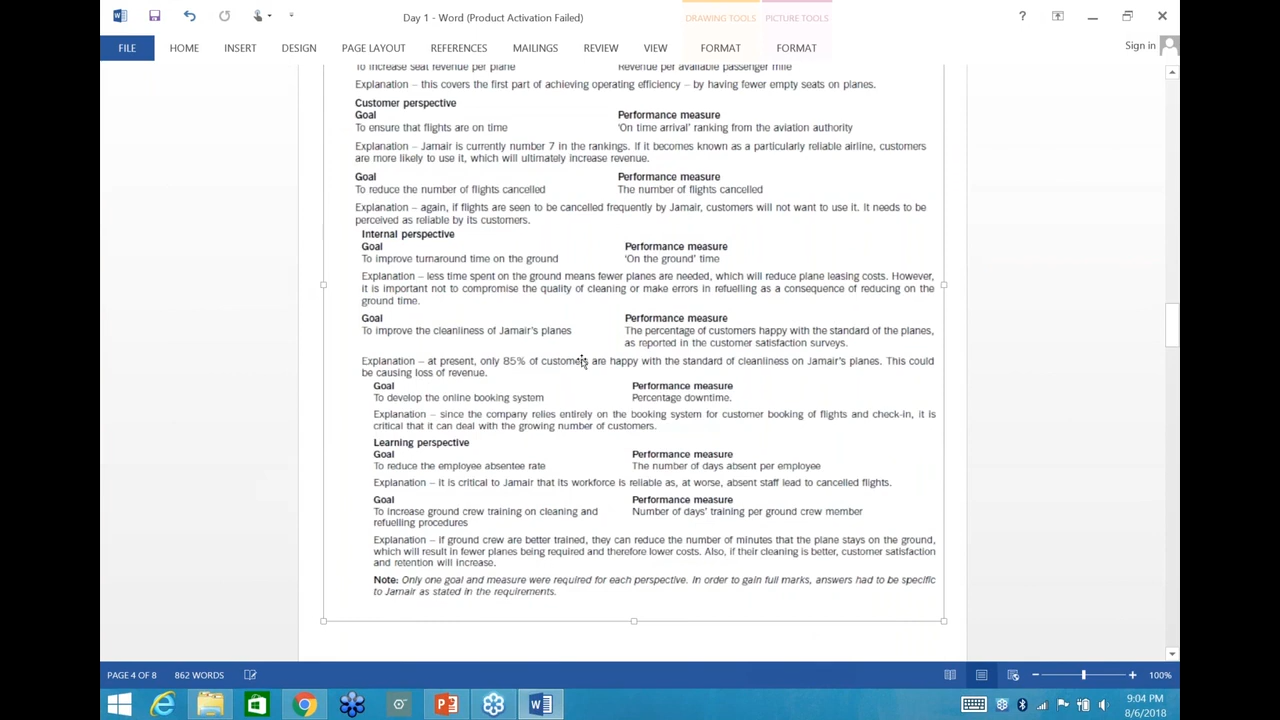 Day 1 - Word (Product Activation Failed)
DRAWING TOOLS PICTURE TOOLS
?
FILE HOME INSERT DESIGN PAGE LAYOUT REFERENCES MAILINGS REVIEW VIEW FORMAT FORMAT
Sign in
To increase seat revenue per plane Revenue per available passenger mile
Explanation – this covers the first part of achieving operating efficiency – by having fewer empty seats on planes.
Customer perspective
Goal Performance measure
To ensure that flights are on time ‘On time arrival’ ranking from the aviation authority
Explanation – Jamair is currently number 7 in the rankings. If it becomes known as a particularly reliable airline, customers
are more likely to use it, which will ultimately increase revenue.
Goal Performance measure
To reduce the number of flights cancelled The number of flights cancelled
Explanation – again, if flights are seen to be cancelled frequently by Jamair, customers will not want to use it. It needs to be
perceived as reliable by its customers.
Internal perspective
Goal Performance measure
To improve turnaround time on the ground ‘On the ground’ time
Explanation – less time spent on the ground means fewer planes are needed, which will reduce plane leasing costs. However,
it is important not to compromise the quality of cleaning or make errors in refuelling as a consequence of reducing on the
ground time.
Goal Performance measure
To improve the cleanliness of Jamair’s planes The percentage of customers happy with the standard of the planes,
as reported in the customer satisfaction surveys.
Explanation – at present, only 85% of customers are happy with the standard of cleanliness on Jamair’s planes. This could
be causing loss of revenue.
Goal Performance measure
To develop the online booking system Percentage downtime.
Explanation – since the company relies entirely on the booking system for customer booking of flights and check-in, it is
critical that it can deal with the growing number of customers.
Learning perspective
Goal Performance measure
To reduce the employee absentee rate The number of days absent per employee
Explanation – it is critical to Jamair that its workforce is reliable as, at worse, absent staff lead to cancelled flights.
Goal Performance measure
To increase ground crew training on cleaning and Number of days’ training per ground crew member
refuelling procedures
Explanation – if ground crew are better trained, they can reduce the number of minutes that the plane stays on the ground,
which will result in fewer planes being required and therefore lower costs. Also, if their cleaning is better, customer satisfaction
and retention will increase.
Note: Only one goal and measure were required for each perspective. In order to gain full marks, answers had to be specific
to Jamair as stated in the requirements.
PAGE 4 OF 8 862 WORDS 100%
9:04 PM
8/6/2018